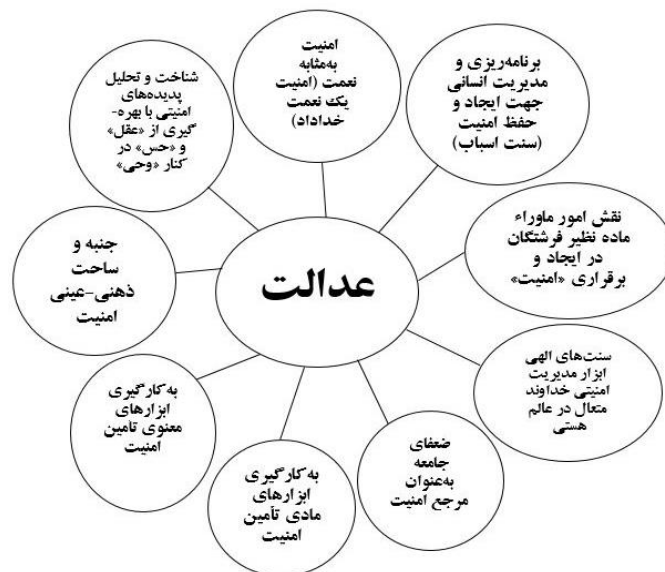 امنیت
به‌مثابه
نعمت (امنیت
یك نعمت
خداداد)
برنامه‌ریزی و
مدیریت انسانی
جهت ایجاد و
حفظ امنیت
(سنت اسباب)
نقش امور ماوراء
ماده نظیر فرشتگان
در ایجاد و
برقراری «امنیت»
سنت‌های الهی
ابزار مدیریت
امنیتی خداوند
متعال در عالم
هستی
ضعفای
جامعه
به‌عنوان
مرجع امنیت
به‌کارگیری
ابزارهای
مادی تأمین
امنیت
به‌کارگیری
ابزارهای
معنوی تأمین
امنیت
جنبه و
ساحت
ذهنی-عینی
امنیت
شناخت و تحلیل
پدیده‌های
امنیتی با بهره-
گیری از «عقل»
و «حس» در
کنار «وحی»
عدالت